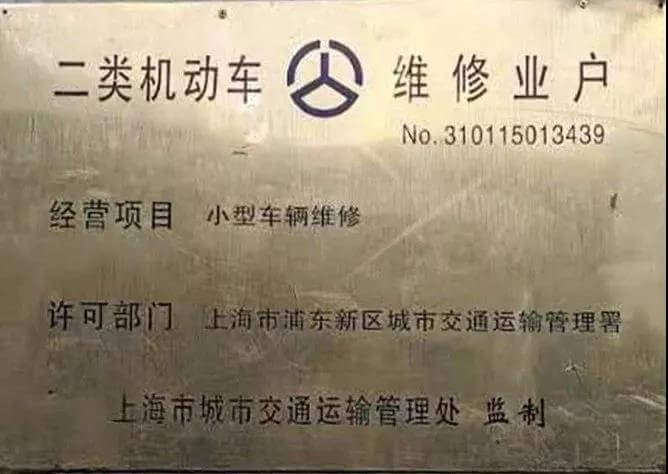 二类机动车 维修业户
No. 310115013439
经营项目 小型车辆维修
许可部门 上海市浦东新区城市交通运输管理署
上海市城市交通运输管理处 监制